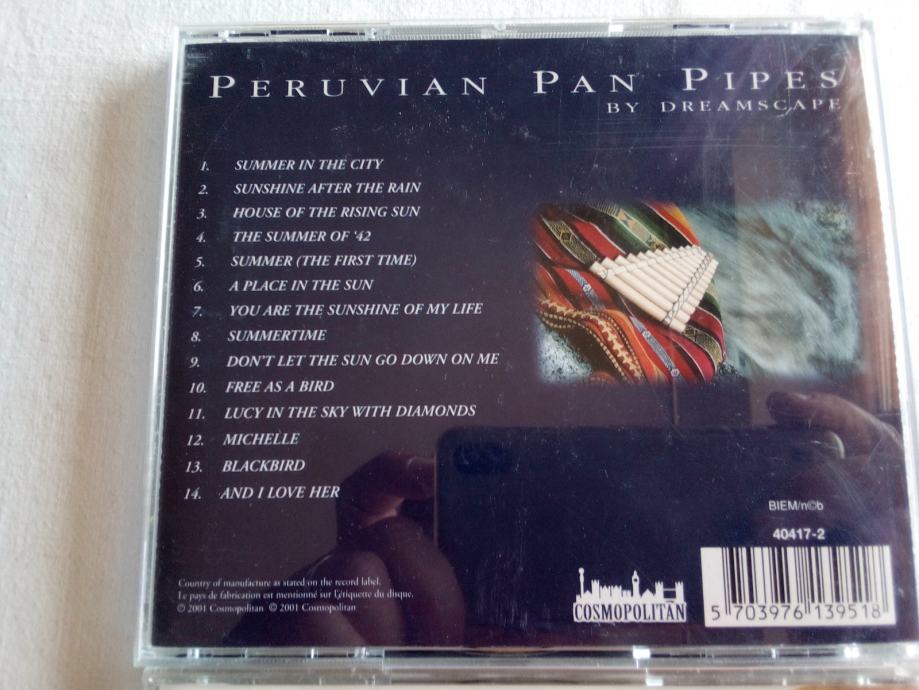 PERUVIAN PAN PIPES
BY DREAMSCAPE
1. SUMMER IN THE CITY
2. SUNSHINE AFTER THE RAIN
3. HOUSE OF THE RISING SUN
4. THE SUMMER OF '42
5. SUMMER (THE FIRST TIME)
6. A PLACE IN THE SUN
7. YOU ARE THE SUNSHINE OF MY LIFE
8. SUMMERTIME
9. DON'T LET THE SUN GO DOWN ON ME
10. FREE AS A BIRD
11. LUCY IN THE SKY WITH DIAMONDS
12. MICHELLE
13. BLACKBIRD
14. AND I LOVE HER
BIEM/n©b
40417-2
Country of manufacture as stated on the record label.
Le pays de fabrication est mentionné sur l'étiquette du disque.
℗ 2001 Cosmopolitan © 2001 Cosmopolitan
COSMOPOLITAN
5 703976 139518